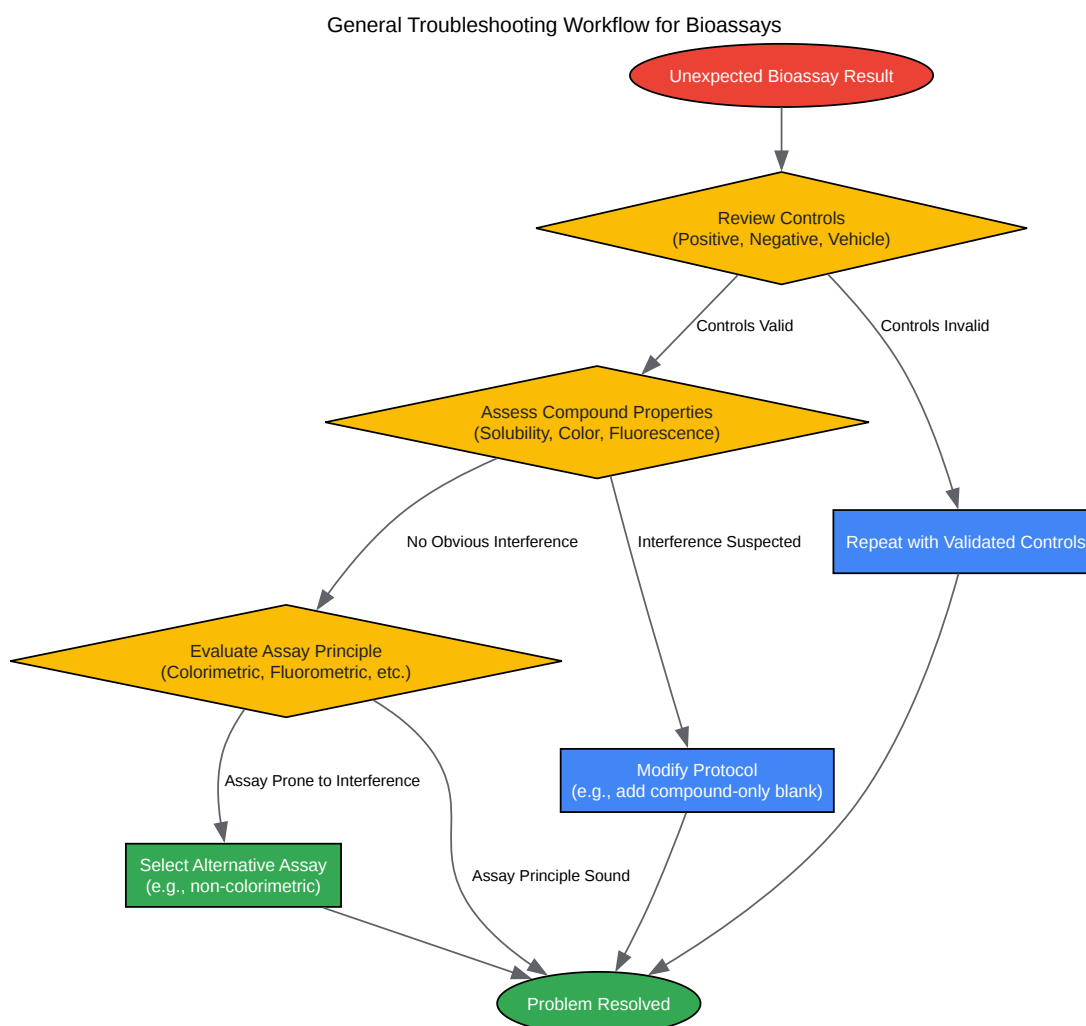 General Troubleshooting Workflow for Bioassays
Unexpected Bioassay Result
Review Controls
(Positive, Negative, Vehicle)
Controls Valid
Controls Invalid
Assess Compound Properties
(Solubility, Color, Fluorescence)
No Obvious Interference
Interference Suspected
Repeat with Validated Controls
Evaluate Assay Principle
(Colorimetric, Fluorometric, etc.)
Assay Prone to Interference
Modify Protocol
(e.g., add compound-only blank)
Select Alternative Assay
(e.g., non-colorimetric)
Assay Principle Sound
Problem Resolved